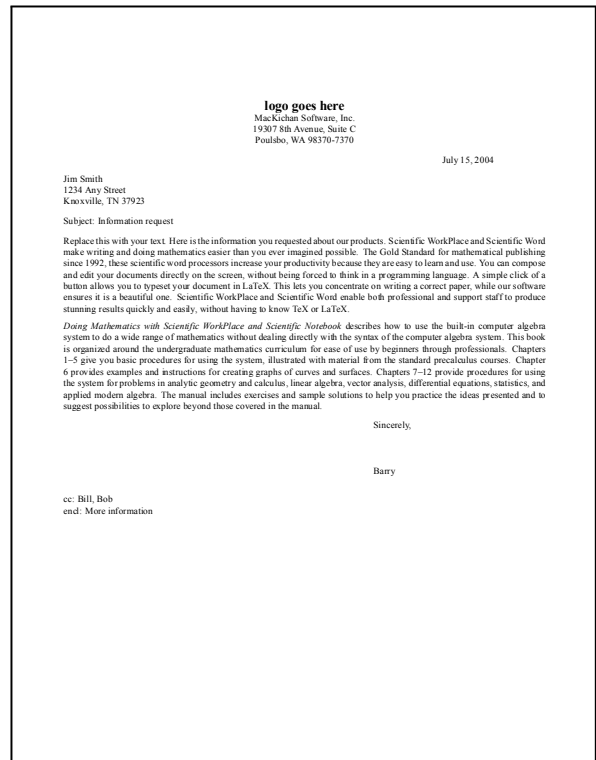 logo goes here
MacKichan Software, Inc.
19307 8th Avenue, Suite C
Poulsbo, WA 98370-7370
July 15, 2004
Jim Smith
1234 Any Street
Knoxville, TN 37923
Subject: Information request
Replace this with your text. Here is the information you requested about our products. Scientific WorkPlace and Scientific Word
make writing and doing mathematics easier than you ever imagined possible. The Gold Standard for mathematical publishing
since 1992, these scientific word processors increase your productivity because they are easy to learn and use. You can compose
and edit your documents directly on the screen, without being forced to think in a programming language. A simple click of a
button allows you to typeset your document in LaTeX. This lets you concentrate on writing a correct paper, while our software
ensures it is a beautiful one. Scientific WorkPlace and Scientific Word enable both professional and support staff to produce
stunning results quickly and easily, without having to know TeX or LaTeX.
Doing Mathematics with Scientific WorkPlace and Scientific Notebook describes how to use the built-in computer algebra
system to do a wide range of mathematics without dealing directly with the syntax of the computer algebra system. This book
is organized around the undergraduate mathematics curriculum for ease of use by beginners through professionals. Chapters
1–5 give you basic procedures for using the system, illustrated with material from the standard precalculus courses. Chapter
6 provides examples and instructions for creating graphs of curves and surfaces. Chapters 7–12 provide procedures for using
the system for problems in analytic geometry and calculus, linear algebra, vector analysis, differential equations, statistics, and
applied modern algebra. The manual includes exercises and sample solutions to help you practice the ideas presented and to
suggest possibilities to explore beyond those covered in the manual.
Sincerely,
Barry
cc: Bill, Bob
encl: More information